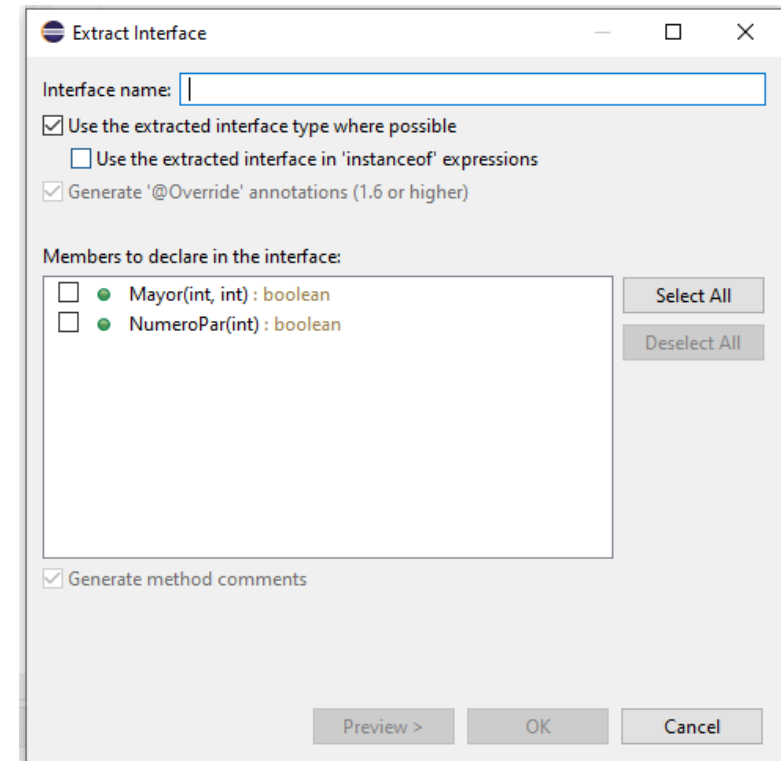 Extract Interface
Interface name:
Use the extracted interface type where possible
Use the extracted interface in 'instanceof' expressions
Generate '@Override' annotations (1.6 or higher)
Members to declare in the interface:
Mayor(int, int) : boolean
NumeroPar(int) : boolean
Select All
Deselect All
Generate method comments
Preview >
OK
Cancel